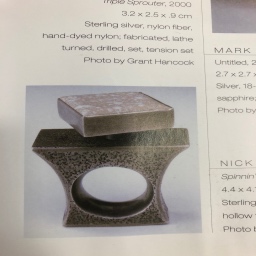 Triple Sprouter, 2000
3.2 x 2.5 x .9 cm
Sterling silver, nylon fiber,
hand-dyed nylon; fabricated, lathe
turned, drilled, set, tension set
Photo by Grant Hancock
MARK
Untitled, 2
2.7 x 2.7 x
Silver, 18-
sapphire;
Photo by
NICK
Spinnin'
4.4 x 4.
Sterling
hollow
Photo b